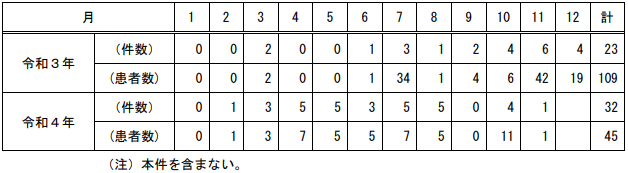 月 1 2 3 4 5 6 7 8 9 10 11 12 計
令和３年 （件数） 0 0 2 0 0 1 3 1 2 4 6 4 23
（患者数） 0 0 2 0 0 1 34 1 4 6 42 19 109
令和４年 （件数） 0 1 3 5 5 3 5 5 0 4 1 32
（患者数） 0 1 3 7 5 5 7 5 0 11 1 45
（注）本件を含まない。